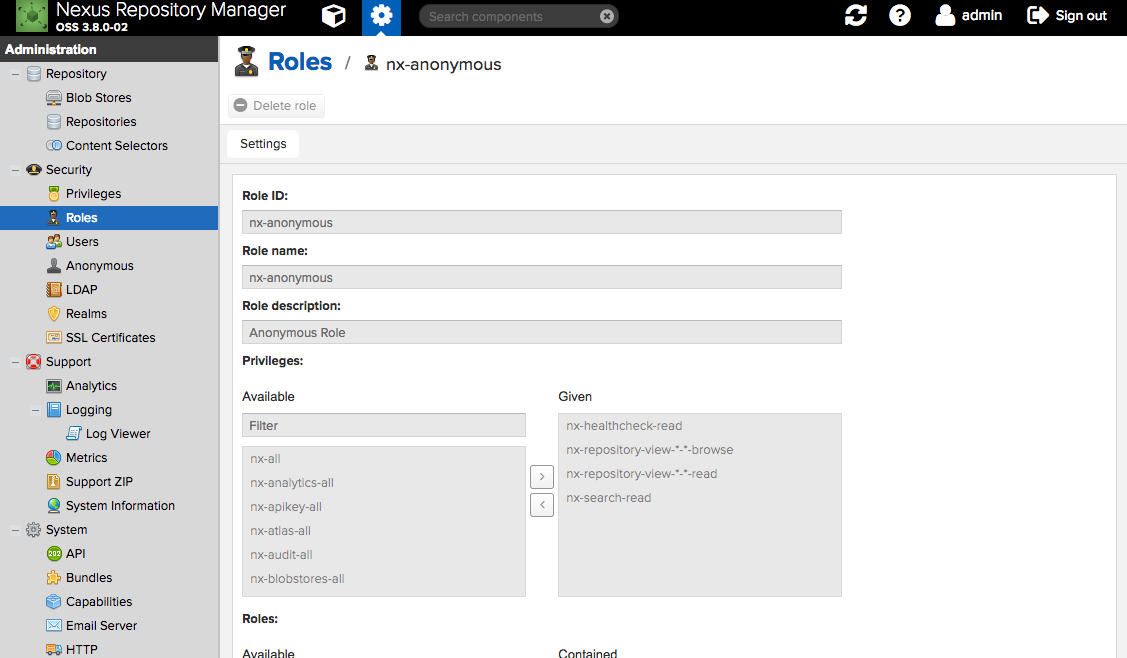 Nexus Repository Manager
OSS 3.8.0-02
Search components
admin
Sign out
Administration
Repository
Blob Stores
Repositories
Content Selectors
Security
Privileges
Roles
Users
Anonymous
LDAP
Realms
SSL Certificates
Support
Analytics
Logging
Log Viewer
Metrics
Support ZIP
System Information
System
202
API
Bundles
Capabilities
Email Server
HTTP
Roles / nx-anonymous
Delete role
Settings
Role ID:
nx-anonymous
Role name:
nx-anonymous
Role description:
Anonymous Role
Privileges:
Available
Filter
nx-all
nx-analytics-all
nx-apikey-all
nx-atlas-all
nx-audit-all
nx-blobstores-all
Given
nx-healthcheck-read
nx-repository-view-*-*-browse
nx-repository-view-*-*-read
nx-search-read
Roles:
Available
Contained